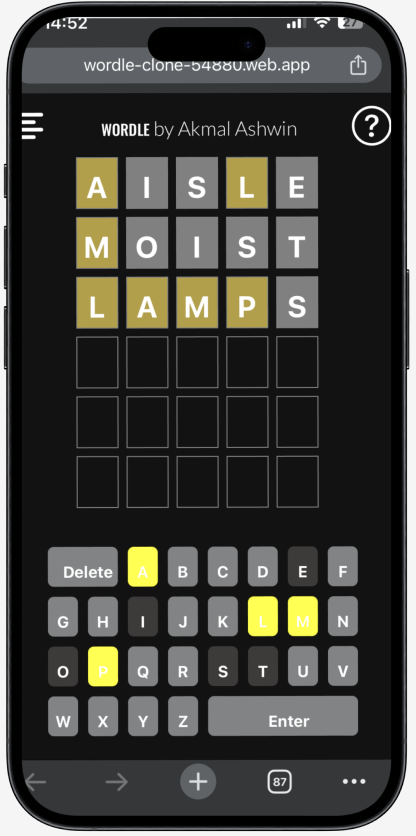 14:52
27
wordle-clone-54880.web.app
WORDLE by Akmal Ashwin ?
A I S L E
M O I S T
L A M P S
Delete A B C D E F
G H I J K L M N
O P Q R S T U V
W X Y Z Enter
87